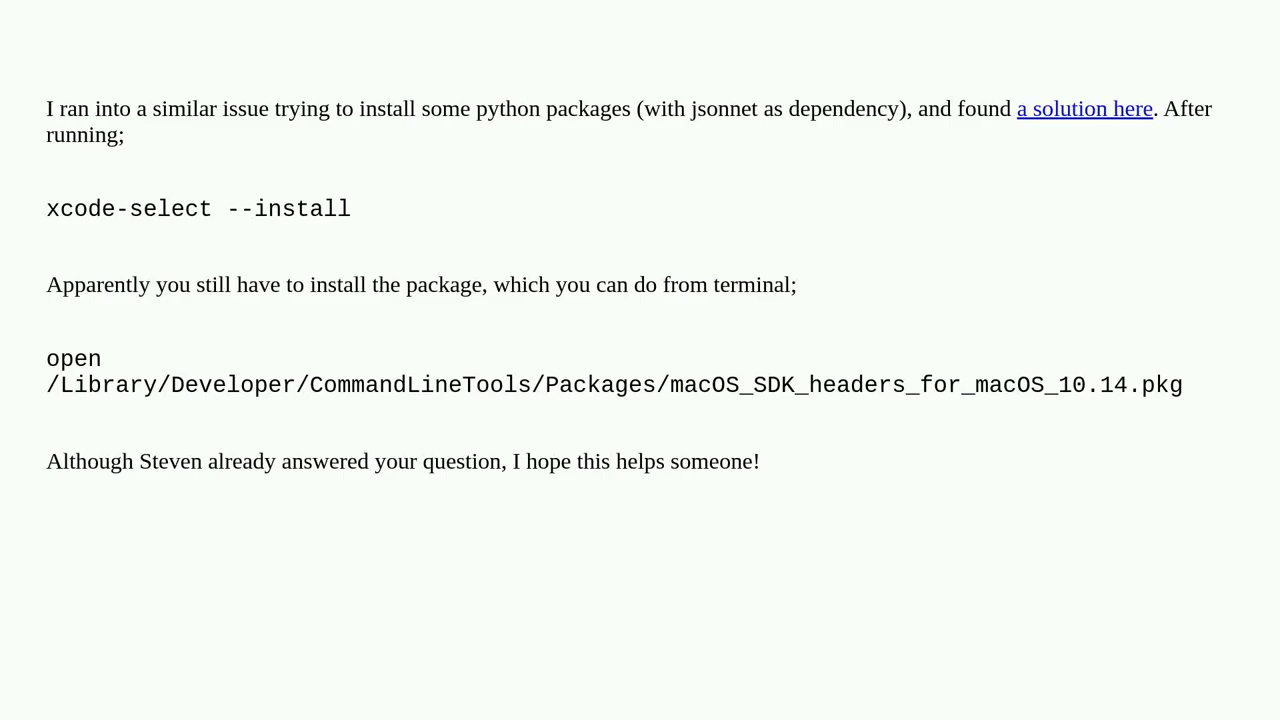 I ran into a similar issue trying to install some python packages (with jsonnet as dependency), and found a solution here. After
running;
xcode-select --install
Apparently you still have to install the package, which you can do from terminal;
open
/Library/Developer/CommandLineTools/Packages/macOS_SDK_headers_for_macOS_10.14.pkg
Although Steven already answered your question, I hope this helps someone!